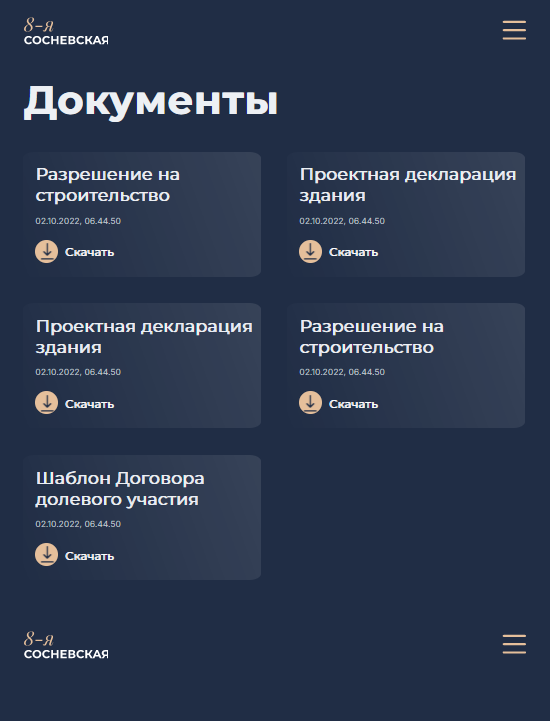 8-я
СОСНЕВСКАЯ
Документы
Разрешение на
строительство
02.10.2022, 06.44.50
Скачать
Проектная декларация
здания
02.10.2022, 06.44.50
Скачать
Проектная декларация
здания
02.10.2022, 06.44.50
Скачать
Разрешение на
строительство
02.10.2022, 06.44.50
Скачать
Шаблон Договора
долевого участия
02.10.2022, 06.44.50
Скачать
8-я
СОСНЕВСКАЯ